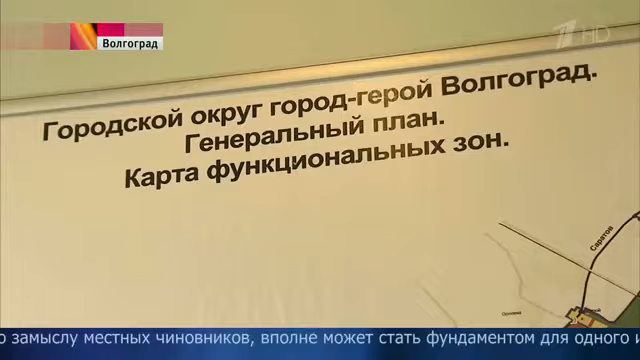 Волгоград
HD
Городской округ город-герой Волгоград.
Генеральный план.
Карта функциональных зон.
Саратов
о замыслу местных чиновников, вполне может стать фундаментом для одного и